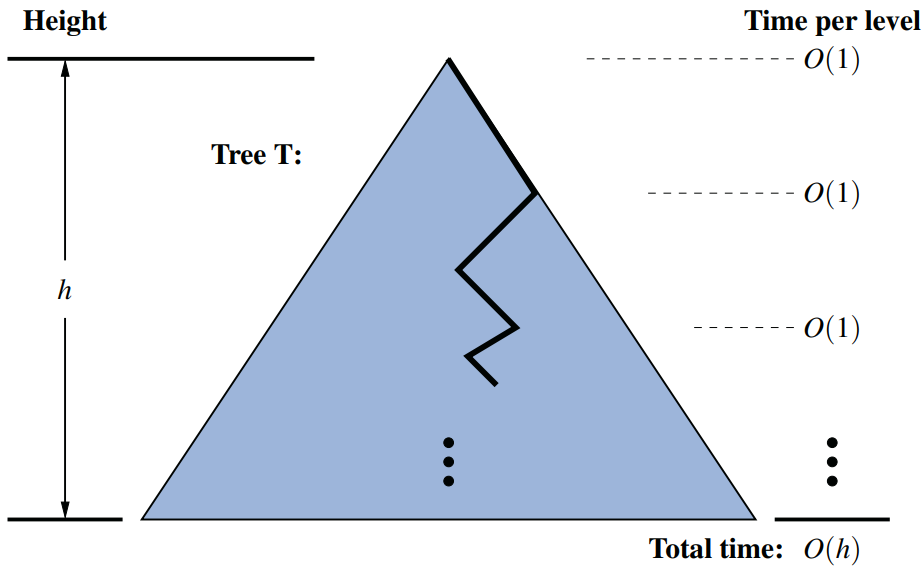 Height
Time per level
O(1)
Tree T:
O(1)
h
O(1)
Total time: O(h)